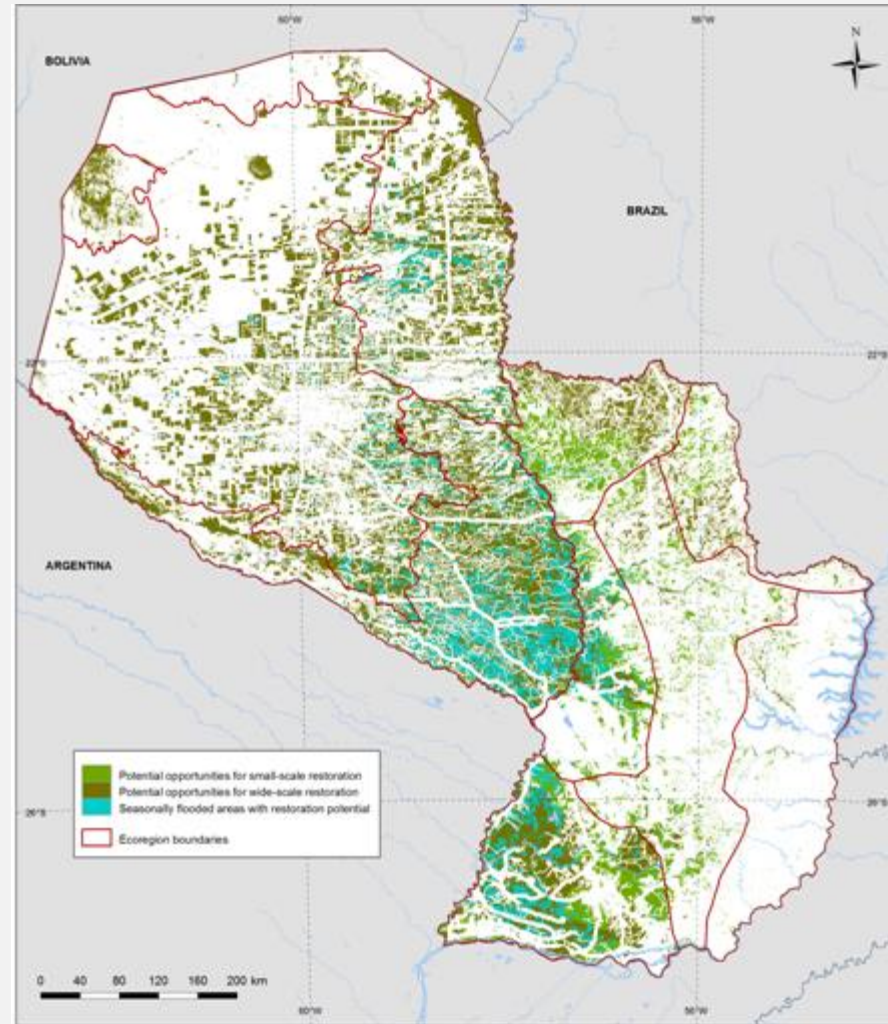 60°W
56°W
N
BOLIVIA
BRAZIL
22°S
22°S
ARGENTINA
Potential opportunities for small-scale restoration
Potential opportunities for wide-scale restoration
Seasonally flooded areas with restoration potential
Ecoregion boundaries
26°S
26°S
0 40 80 120 160 200 km
60°W
56°W